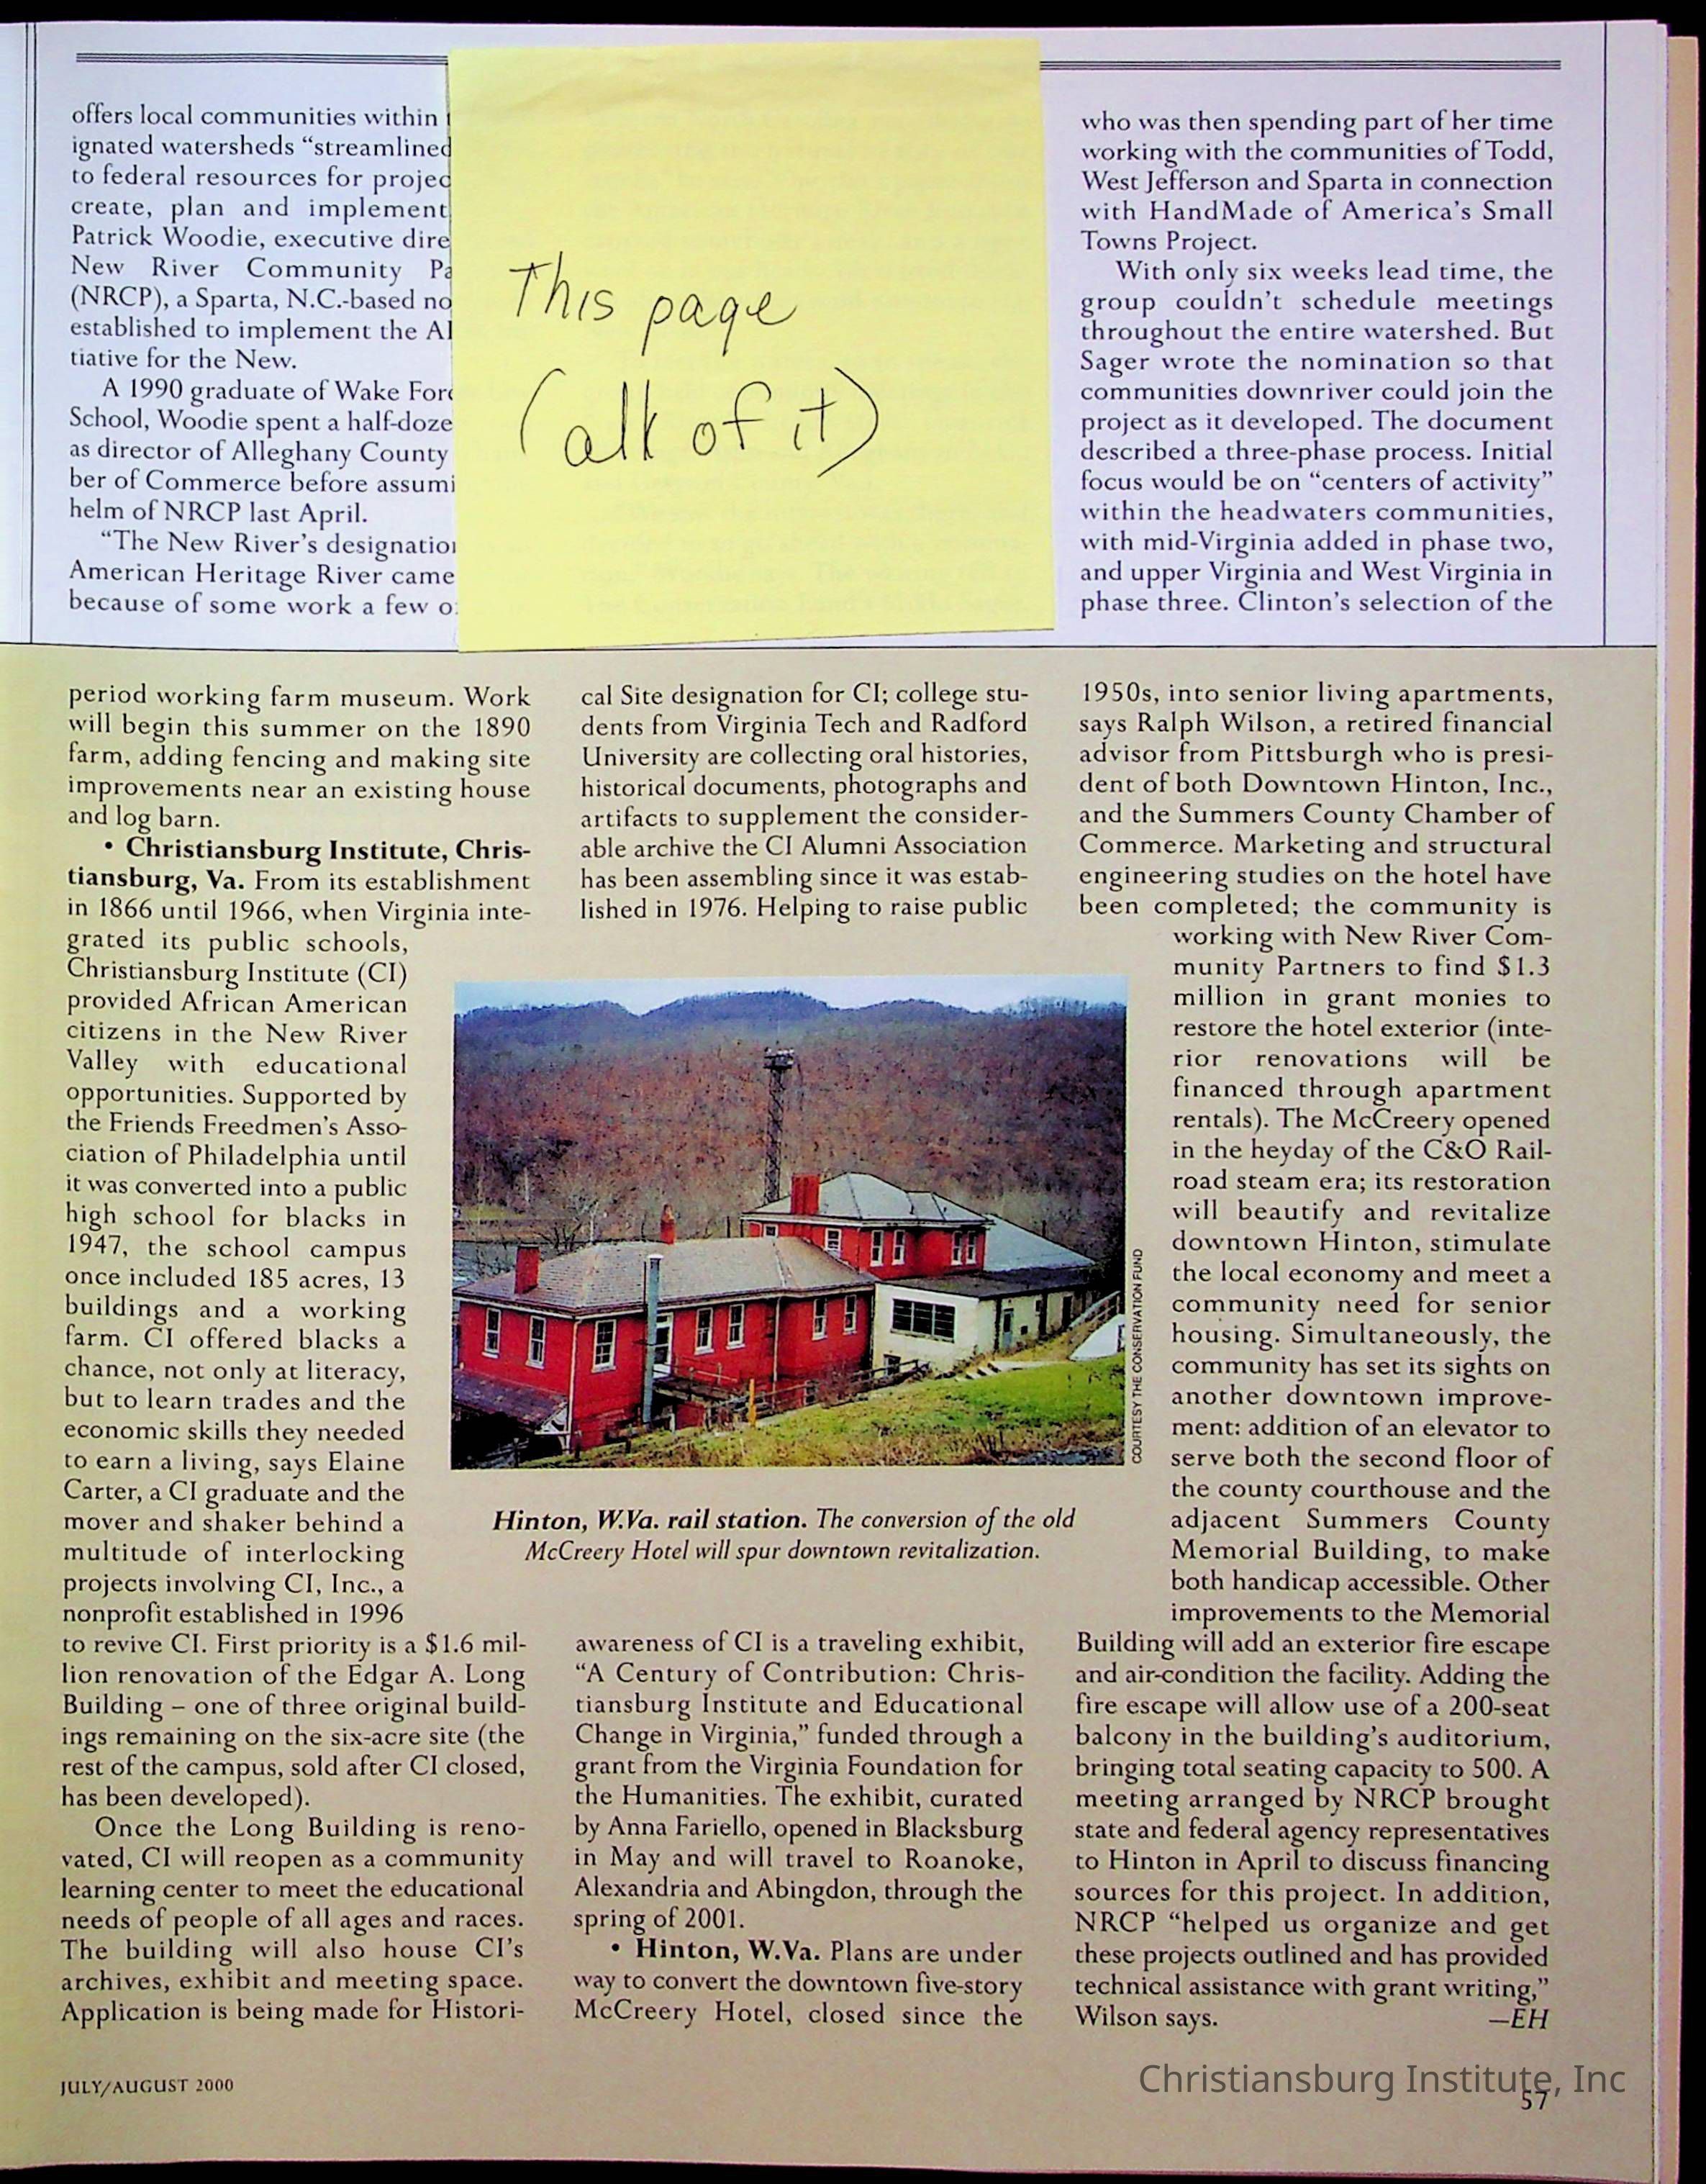 offers local communities within
ignated watersheds “streamlined
to federal resources for
create, plan and implement
Patrick Woodie, executive
New River Community
(NRCP), a Sparta, N.C.-based
established to implement the
tiative for the New.
A 1990 graduate of Wake
School, Woodie spent a
as director of Alleghany County
ber of Commerce before
helm of NRCP last April.
“The New River’s
American Heritage River came
because of some work a few
This page
(all of it)
who was then spending part of her time
working with the communities of Todd,
West Jefferson and Sparta in connection
with HandMade of America’s Small
Towns Project.
With only six weeks lead time, the
group couldn’t schedule meetings
throughout the entire watershed. But
Sager wrote the nomination so that
communities downriver could join the
project as it developed. The document
described a three-phase process. Initial
focus would be on “centers of activity”
within the headwaters communities,
with mid-Virginia added in phase two,
and upper Virginia and West Virginia in
phase three. Clinton’s selection of the
period working farm museum. Work
will begin this summer on the 1890
farm, adding fencing and making site
improvements near an existing house
and log barn.
• Christiansburg Institute, Chris-
tiansburg, Va. From its establishment
in 1866 until 1966, when Virginia inte-
grated its public schools,
Christiansburg Institute (CI)
provided African American
citizens in the New River
Valley with educational
opportunities. Supported by
the Friends Freedmen’s Asso-
ciation of Philadelphia until
it was converted into a public
high school for blacks in
1947, the school campus
once included 185 acres, 13
buildings and a working
farm. CI offered blacks a
chance, not only at literacy,
but to learn trades and the
economic skills they needed
to earn a living, says Elaine
Carter, a CI graduate and the
mover and shaker behind a
multitude of interlocking
projects involving CI, Inc., a
nonprofit established in 1996
to revive CI. First priority is a $1.6 mil-
lion renovation of the Edgar A. Long
Building – one of three original build-
ings remaining on the six-acre site (the
rest of the campus, sold after CI closed,
has been developed).
Once the Long Building is reno-
vated, CI will reopen as a community
learning center to meet the educational
needs of people of all ages and races.
The building will also house CI’s
archives, exhibit and meeting space.
Application is being made for Histori-
cal Site designation for CI; college stu-
dents from Virginia Tech and Radford
University are collecting oral histories,
historical documents, photographs and
artifacts to supplement the consider-
able archive the CI Alumni Association
has been assembling since it was estab-
lished in 1976. Helping to raise public
COURTESY THE CONSERVATION FUND
Hinton, W.Va. rail station. The conversion of the old
McCreery Hotel will spur downtown revitalization.
awareness of CI is a traveling exhibit,
“A Century of Contribution: Chris-
tiansburg Institute and Educational
Change in Virginia,” funded through a
grant from the Virginia Foundation for
the Humanities. The exhibit, curated
by Anna Fariello, opened in Blacksburg
in May and will travel to Roanoke,
Alexandria and Abingdon, through the
spring of 2001.
• Hinton, W.Va. Plans are under
way to convert the downtown five-story
McCreery Hotel, closed since the
1950s, into senior living apartments,
says Ralph Wilson, a retired financial
advisor from Pittsburgh who is presi-
dent of both Downtown Hinton, Inc.,
and the Summers County Chamber of
Commerce. Marketing and structural
engineering studies on the hotel have
been completed; the community is
working with New River Com-
munity Partners to find $1.3
million in grant monies to
restore the hotel exterior (inte-
rior renovations will be
financed through apartment
rentals). The McCreery opened
in the heyday of the C&O Rail-
road steam era; its restoration
will beautify and revitalize
downtown Hinton, stimulate
the local economy and meet a
community need for senior
housing. Simultaneously, the
community has set its sights on
another downtown improve-
ment: addition of an elevator to
serve both the second floor of
the county courthouse and the
adjacent Summers County
Memorial Building, to make
both handicap accessible. Other
improvements to the Memorial
Building will add an exterior fire escape
and air-condition the facility. Adding the
fire escape will allow use of a 200-seat
balcony in the building’s auditorium,
bringing total seating capacity to 500. A
meeting arranged by NRCP brought
state and federal agency representatives
to Hinton in April to discuss financing
sources for this project. In addition,
NRCP “helped us organize and get
these projects outlined and has provided
technical assistance with grant writing,”
Wilson says. —EH
JULY/AUGUST 2000
Christiansburg Institute, Inc
57